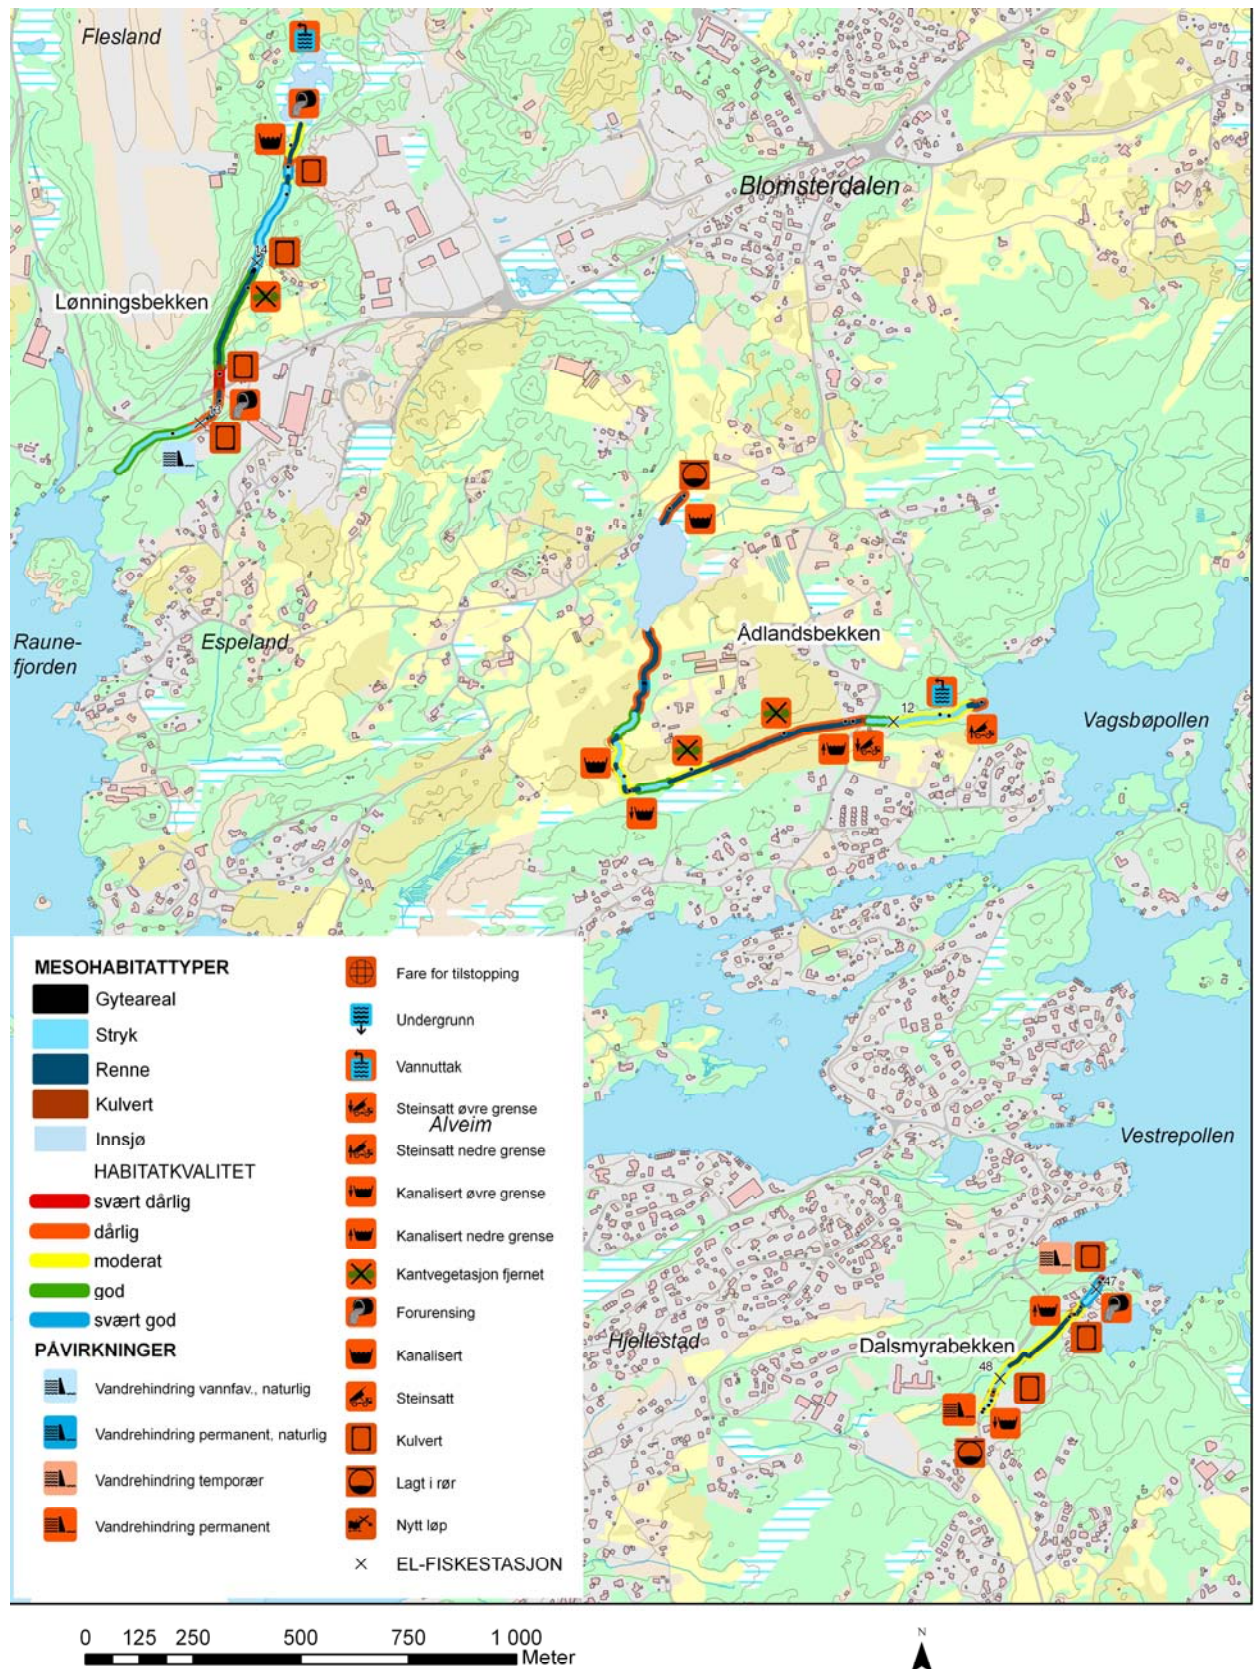 Flesland
Blomsterdalen
14
Lønningsbekken
13
Raune-
fjorden
Espeland
Ådlandsbekken
12
Vagsbøpollen
MESOHABITATTYPER
Gyteareal
Stryk
Renne
Kulvert
Innsjø
HABITATKVALITET
svært dårlig
dårlig
moderat
god
svært god
PÅVIRKNINGER
Vandrehindring vannfav., naturlig
Vandrehindring permanent, naturlig
Vandrehindring temporær
Vandrehindring permanent
Fare for tilstopping
Undergrunn
Vannuttak
Steinsatt øvre grense
Alveim
Steinsatt nedre grense
Kanalisert øvre grense
Kanalisert nedre grense
Kantvegetasjon fjernet
Forurensing
Kanalisert
Steinsatt
Kulvert
Lagt i rør
Nytt løp
EL-FISKESTASJON
Vestrepollen
47
Hjellestad
Dalsmyrabekken
48
0 125 250 500 750 1 000
Meter
N